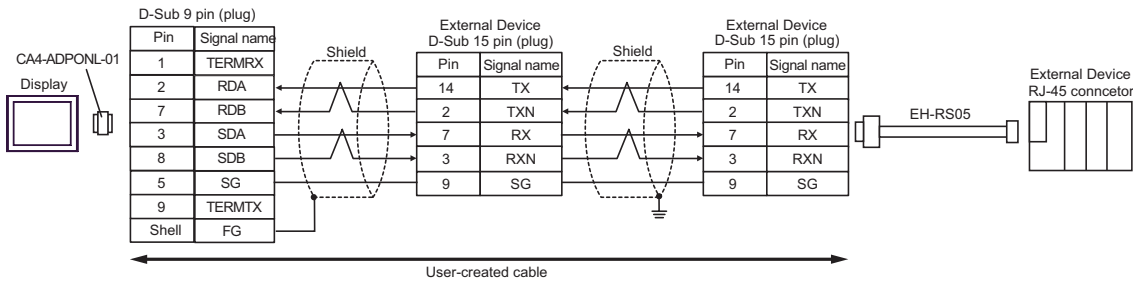 D-Sub 9 pin (plug)
External Device
D-Sub 15 pin (plug)
External Device
D-Sub 15 pin (plug)
External Device
RJ-45 conncetor
CA4-ADPONL-01
Display
Shield
Shield
EH-RS05
Pin Signal name
1 TERMRX
2 RDA
7 RDB
3 SDA
8 SDB
5 SG
9 TERMTX
Shell FG
Pin Signal name
14 TX
2 TXN
7 RX
3 RXN
9 SG
Pin Signal name
14 TX
2 TXN
7 RX
3 RXN
9 SG
User-created cable